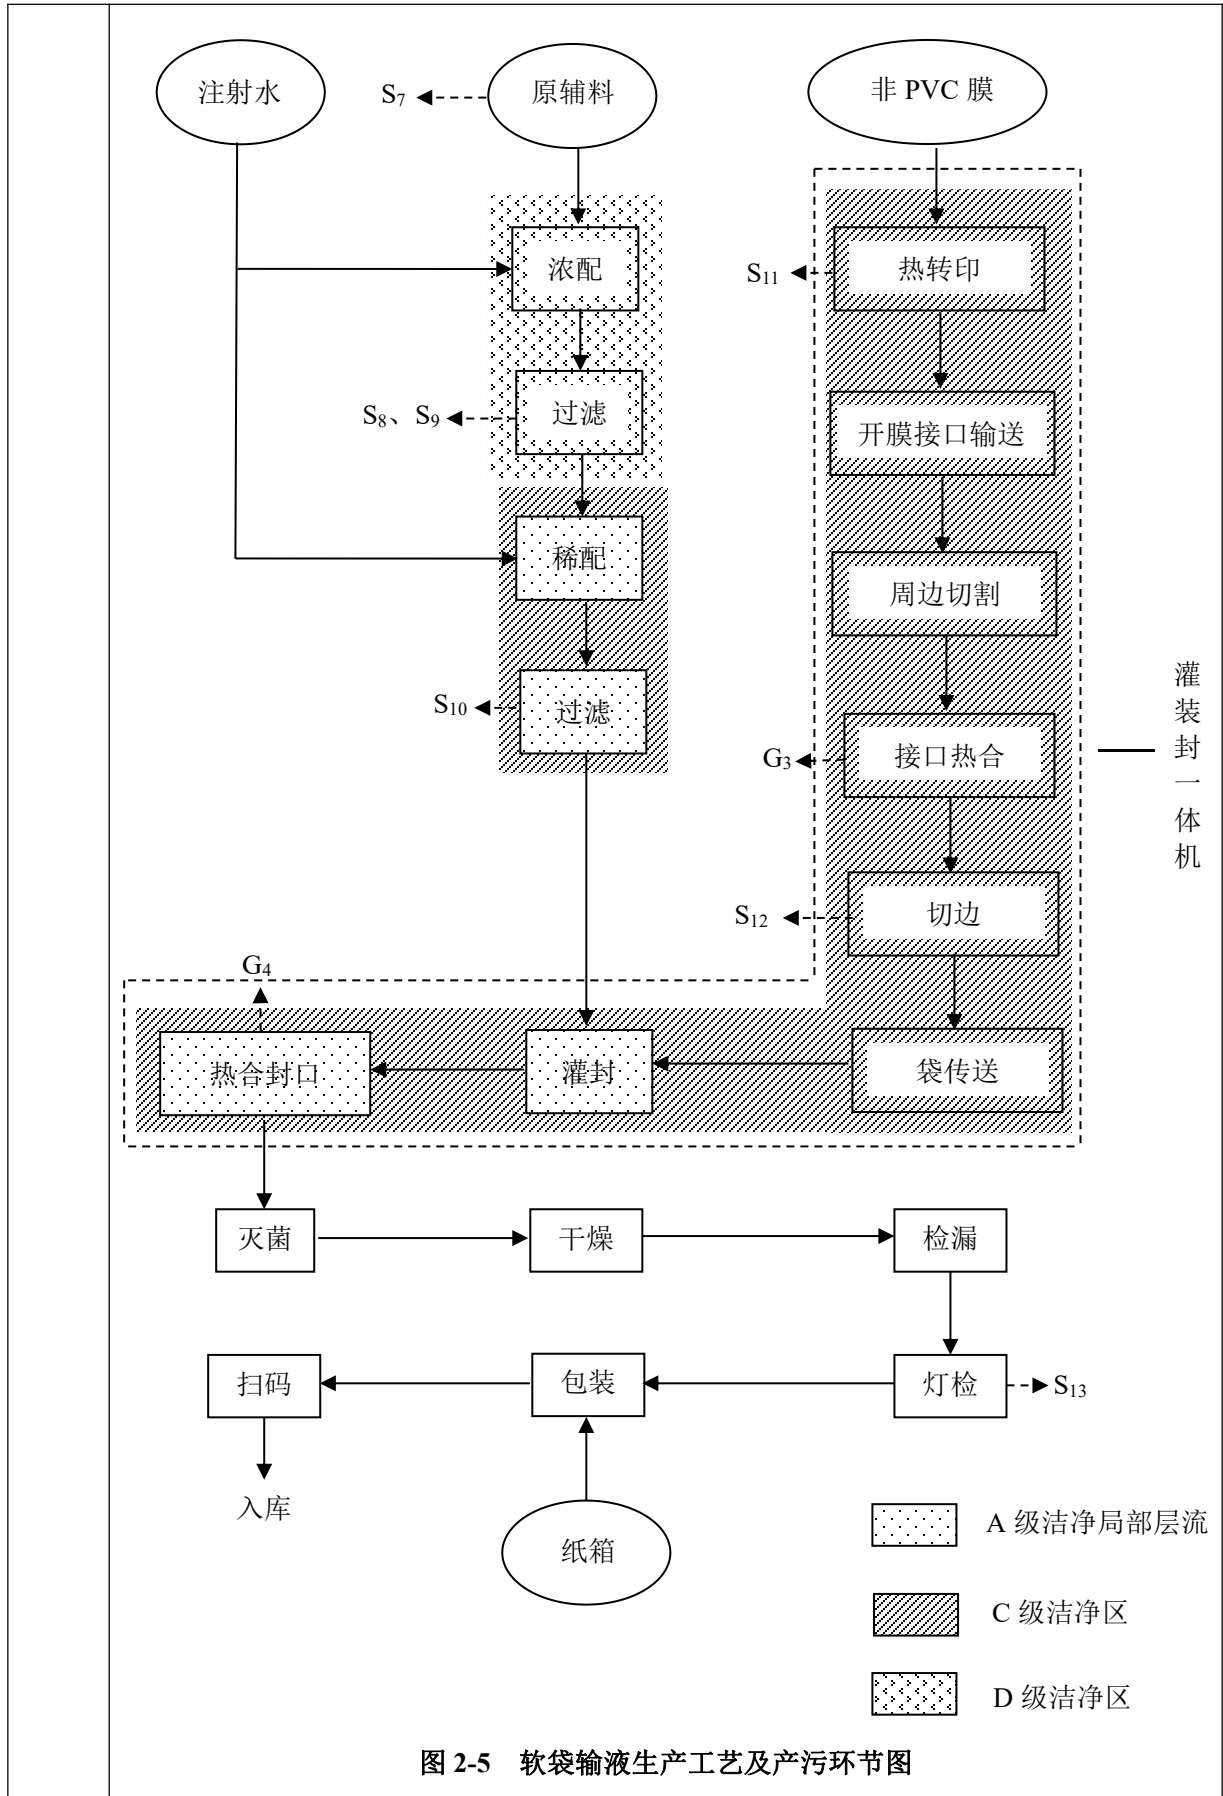 注射水
S₇
原辅料
非 PVC 膜
浓配
S₁₁
热转印
S₈、S₉
过滤
开膜接口输送
稀配
周边切割
S₁₀
过滤
G₃
接口热合
灌装封一体机
S₁₂
切边
G₄
热合封口
灌封
袋传送
灭菌
干燥
检漏
扫码
包装
灯检
S₁₃
入库
纸箱
A 级洁净局部层流
C 级洁净区
D 级洁净区
图 2-5 软袋输液生产工艺及产污环节图